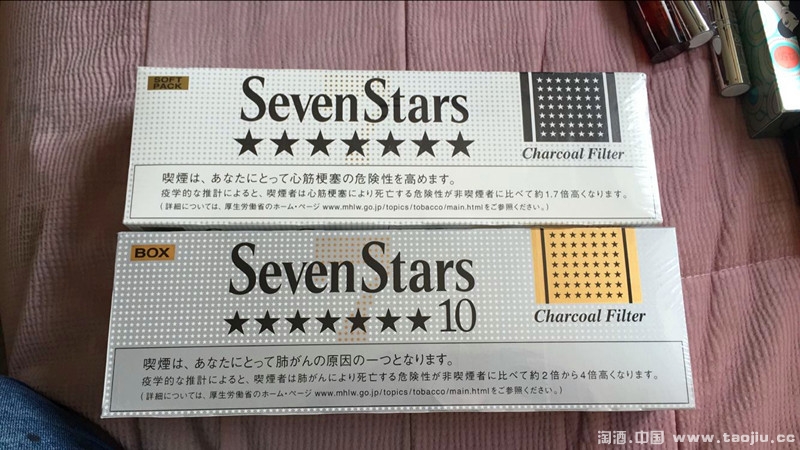 SOFT
PACK
SevenStars
★★★★★★★
Charcoal Filter
喫煙は、あなたにとって心筋梗塞の危険性を高めます。
疫学的な推計によると、喫煙者は心筋梗塞により死亡する危険性が非喫煙者に比べて約1.7倍高くなります。
(詳細については、厚生労働省のホーム・ページ www.mhlw.go.jp/topics/tobacco/main.htmlをご参照ください。)
BOX
7
SevenStars
★★★★★★★10
Charcoal Filter
喫煙は、あなたにとって肺がんの原因の一つとなります。
疫学的な推計によると、喫煙者は肺がんにより死亡する危険性が非喫煙者に比べて約2倍から4倍高くなります。
(詳細については、厚生労働省のホーム・ページ www.mhlw.go.jp/topics/tobacco/main.htmlをご参照ください。)
淘酒.中国 www.taojiu.cc